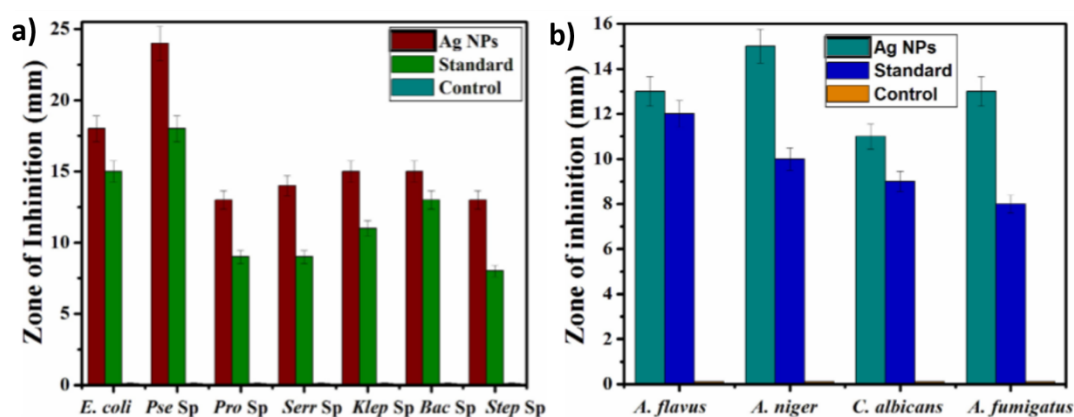 a)
Zone of Inhinition (mm)
25
20
15
10
5
0
Ag NPs
Standard
Control
E. coli Pse Sp Pro Sp Serr Sp Klep Sp Bac Sp Step Sp
b)
Zone of inhinition (mm)
16
14
12
10
8
6
4
2
0
Ag NPs
Standard
Control
A. flavus A. niger C. albicans A. fumigatus